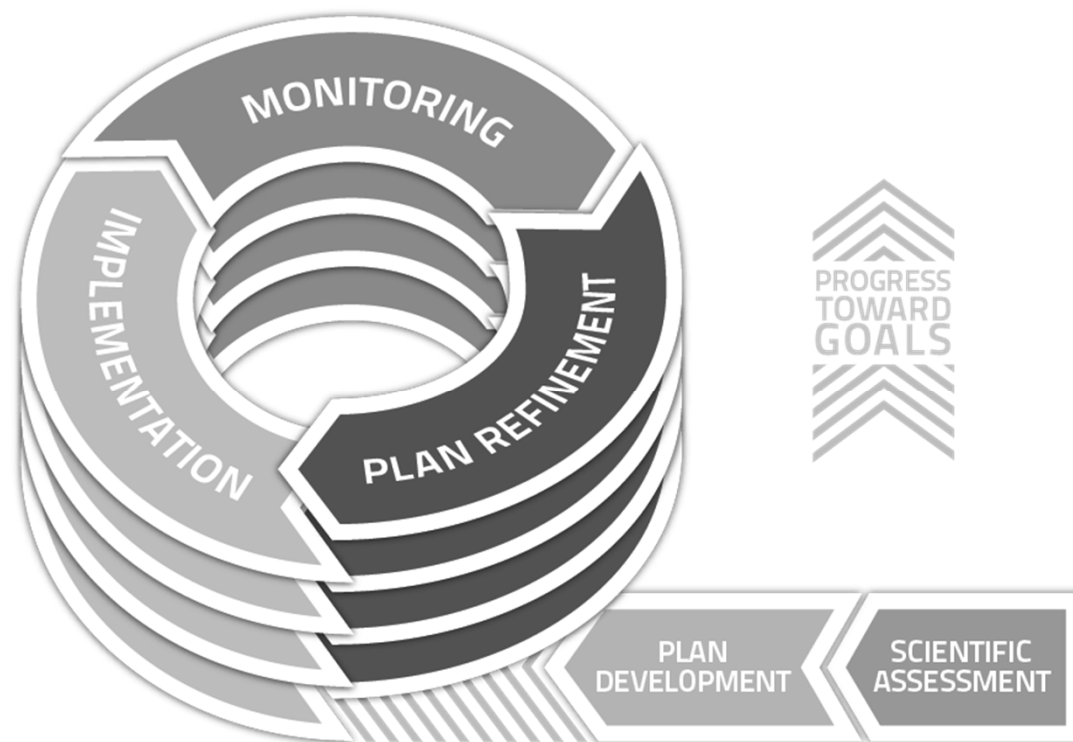 MONITORING
IMPLEMENTATION
PLAN REFINEMENT
PROGRESS
TOWARD
GOALS
PLAN
DEVELOPMENT
SCIENTIFIC
ASSESSMENT